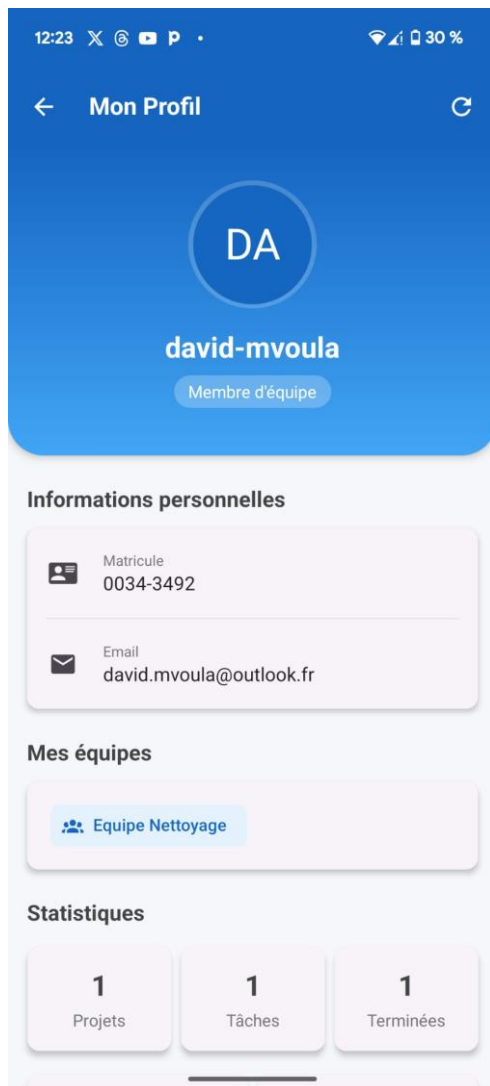 12:23 30 %
Mon Profil
DA
david-mvoula
Membre d'équipe
Informations personnelles
Matricule
0034-3492
Email
david.mvoula@outlook.fr
Mes équipes
Equipe Nettoyage
Statistiques
1 1 1
Projets Tâches Terminées